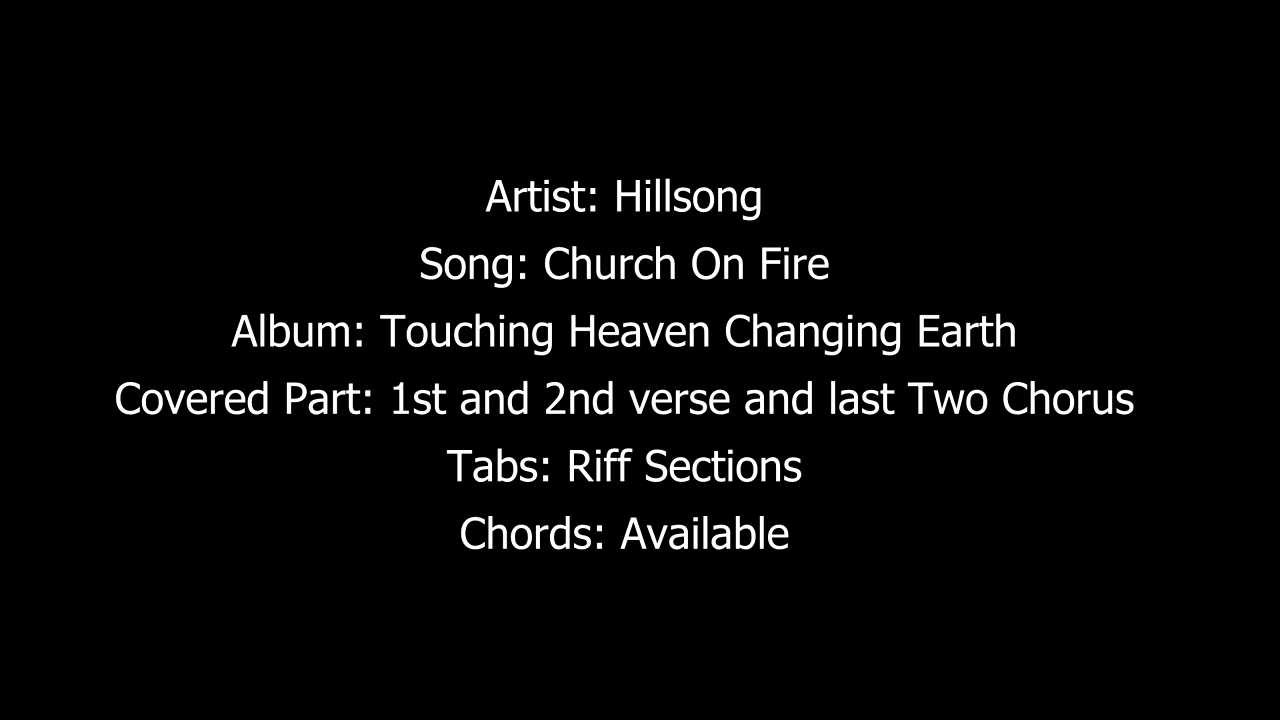 Artist: Hillsong
Song: Church On Fire
Album: Touching Heaven Changing Earth
Covered Part: 1st and 2nd verse and last Two Chorus
Tabs: Riff Sections
Chords: Available